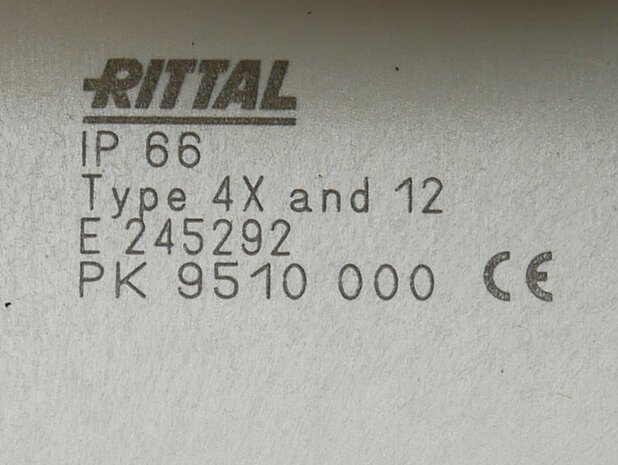 RITTAL
IP 66
Type 4X and 12
E 245292
PK 9510 000 CE